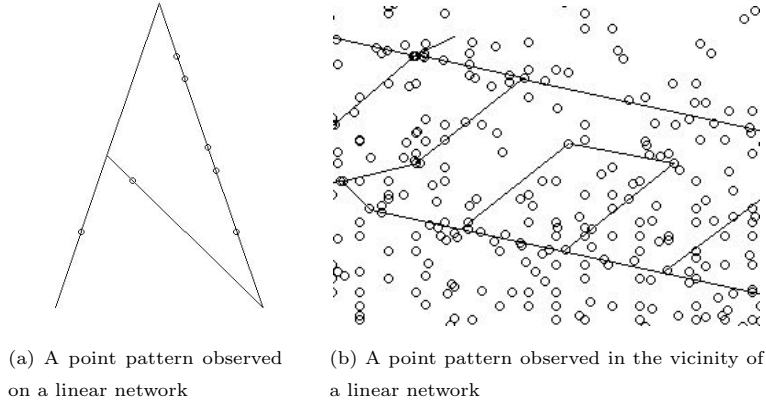 (a) A point pattern observed
on a linear network
(b) A point pattern observed in the vicinity of
a linear network